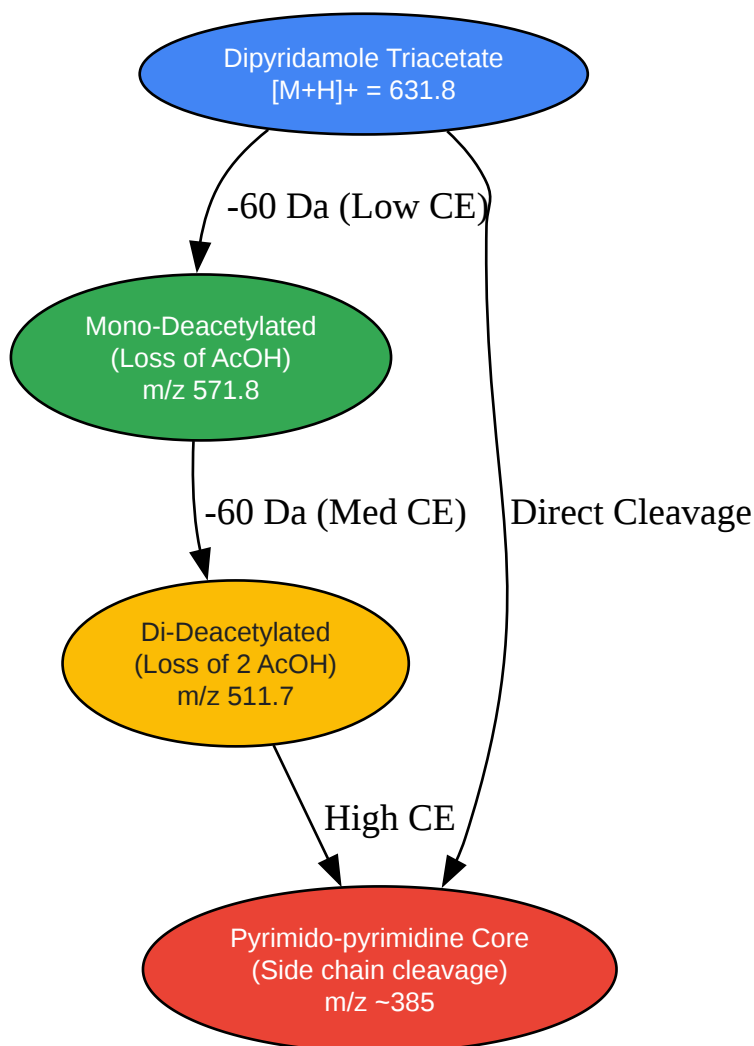 Dipyridamole Triacetate
[M+H]+ = 631.8
-60 Da (Low CE)
Mono-Deacetylated
(Loss of AcOH)
m/z 571.8
-60 Da (Med CE)
Direct Cleavage
Di-Deacetylated
(Loss of 2 AcOH)
m/z 511.7
High CE
Pyrimido-pyrimidine Core
(Side chain cleavage)
m/z ~385